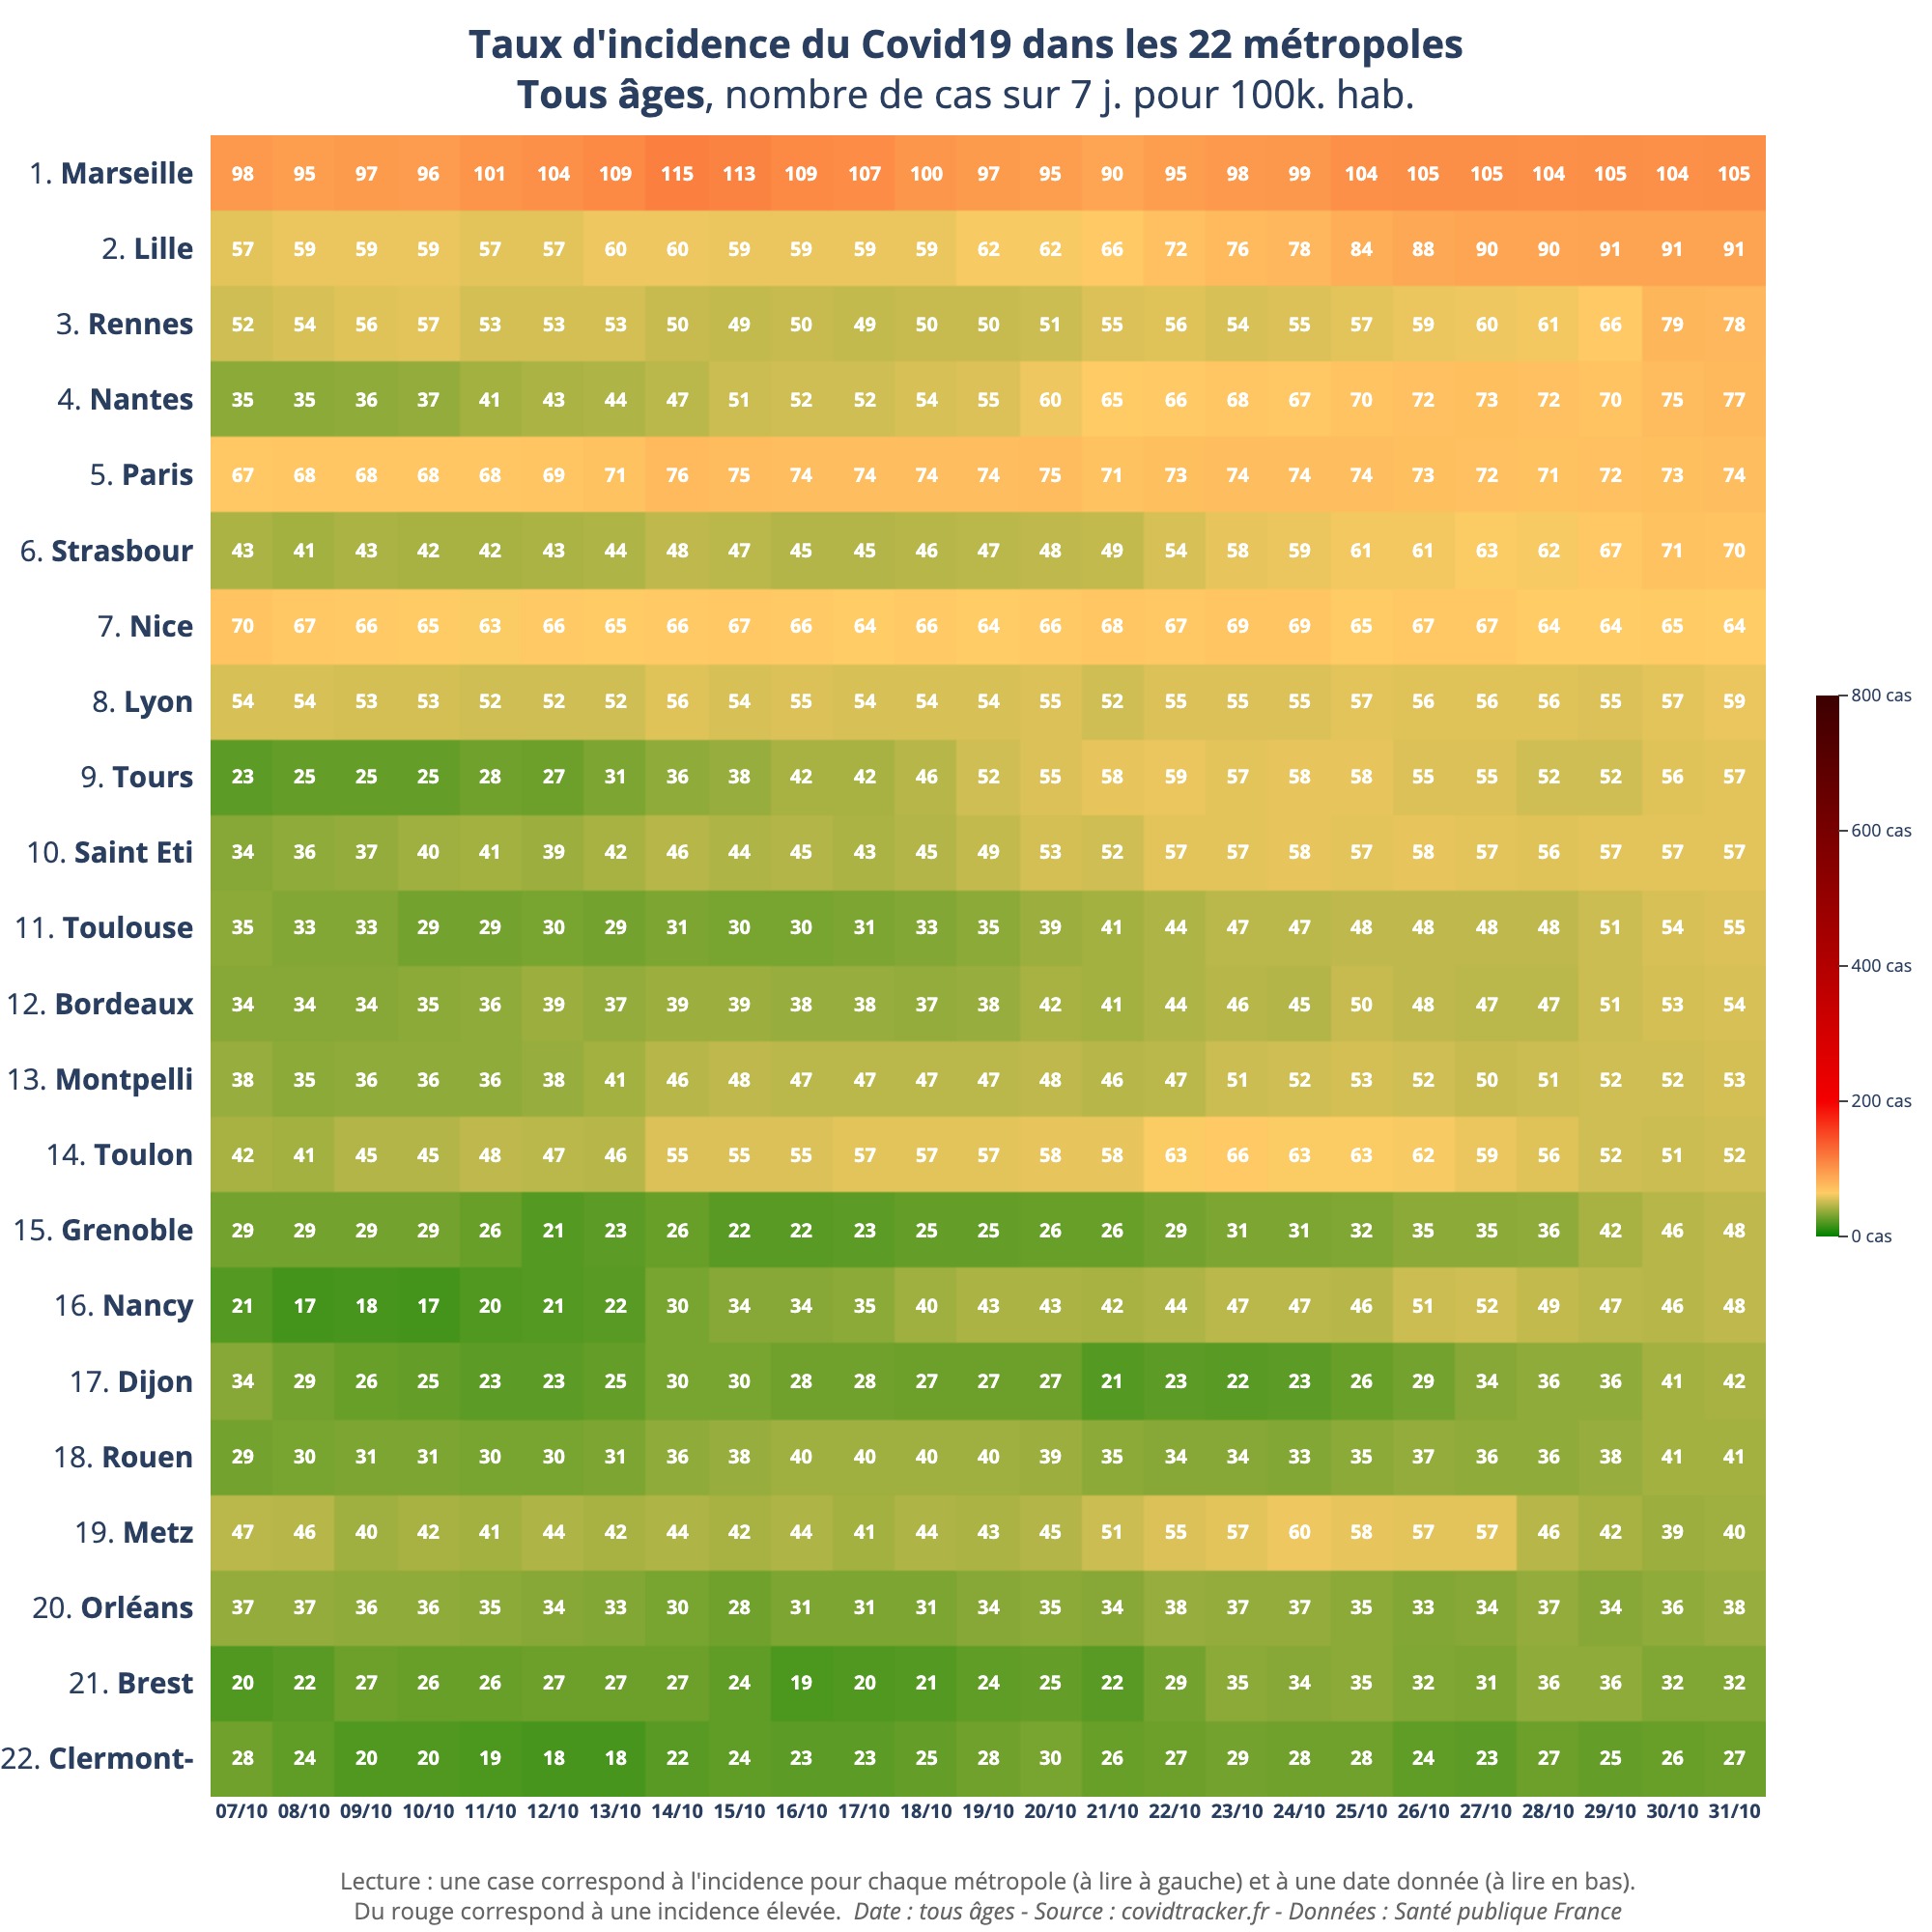 Taux d'incidence du Covid19 dans les 22 métropoles
Tous âges, nombre de cas sur 7 j. pour 100k. hab.
1. Marseille 98 95 97 96 101 104 109 115 113 109 107 100 97 95 90 95 98 99 104 105 105 104 105 104 105
2. Lille 57 59 59 59 57 57 60 60 59 59 59 59 62 62 66 72 76 78 84 88 90 90 91 91 91
3. Rennes 52 54 56 57 53 53 53 50 49 50 49 50 50 51 55 56 54 55 57 59 60 61 66 79 78
4. Nantes 35 35 36 37 41 43 44 47 51 52 52 54 55 60 65 66 68 67 70 72 73 72 70 75 77
5. Paris 67 68 68 68 68 69 71 76 75 74 74 74 74 75 71 73 74 74 74 73 72 71 72 73 74
6. Strasbour 43 41 43 42 42 43 44 48 47 45 45 46 47 48 49 54 58 59 61 61 63 62 67 71 70
7. Nice 70 67 66 65 63 66 65 66 67 66 64 66 64 66 68 67 69 69 65 67 67 64 64 65 64
8. Lyon 54 54 53 53 52 52 52 56 54 55 54 54 54 55 52 55 55 55 57 56 56 56 55 57 59
9. Tours 23 25 25 25 28 27 31 36 38 42 42 46 52 55 58 59 57 58 58 55 55 52 52 56 57
10. Saint Eti 34 36 37 40 41 39 42 46 44 45 43 45 49 53 52 57 57 58 57 58 57 56 57 57 57
11. Toulouse 35 33 33 29 29 30 29 31 30 30 31 33 35 39 41 44 47 47 48 48 48 48 51 54 55
12. Bordeaux 34 34 34 35 36 39 37 39 39 38 38 37 38 42 41 44 46 45 50 48 47 47 51 53 54
13. Montpelli 38 35 36 36 36 38 41 46 48 47 47 47 47 48 46 47 51 52 53 52 50 51 52 52 53
14. Toulon 42 41 45 45 48 47 46 55 55 55 57 57 57 58 58 63 66 63 63 62 59 56 52 51 52
15. Grenoble 29 29 29 29 26 21 23 26 22 22 23 25 25 26 26 29 31 31 32 35 35 36 42 46 48
16. Nancy 21 17 18 17 20 21 22 30 34 34 35 40 43 43 42 44 47 47 46 51 52 49 47 46 48
17. Dijon 34 29 26 25 23 23 25 30 30 28 28 27 27 27 21 23 22 23 26 29 34 36 36 41 42
18. Rouen 29 30 31 31 30 30 31 36 38 40 40 40 40 39 35 34 34 33 35 37 36 36 38 41 41
19. Metz 47 46 40 42 41 44 42 44 42 44 41 44 43 45 51 55 57 60 58 57 57 46 42 39 40
20. Orléans 37 37 36 36 35 34 33 30 28 31 31 31 34 35 34 38 37 37 35 33 34 37 34 36 38
21. Brest 20 22 27 26 26 27 27 27 24 19 20 21 24 25 22 29 35 34 35 32 31 36 36 32 32
22. Clermont- 28 24 20 20 19 18 18 22 24 23 23 25 28 30 26 27 29 28 28 24 23 27 25 26 27
07/10 08/10 09/10 10/10 11/10 12/10 13/10 14/10 15/10 16/10 17/10 18/10 19/10 20/10 21/10 22/10 23/10 24/10 25/10 26/10 27/10 28/10 29/10 30/10 31/10
800 cas
600 cas
400 cas
200 cas
0 cas
Lecture : une case correspond à l'incidence pour chaque métropole (à lire à gauche) et à une date donnée (à lire en bas).
Du rouge correspond à une incidence élevée. Date : tous âges - Source : covidtracker.fr - Données : Santé publique France